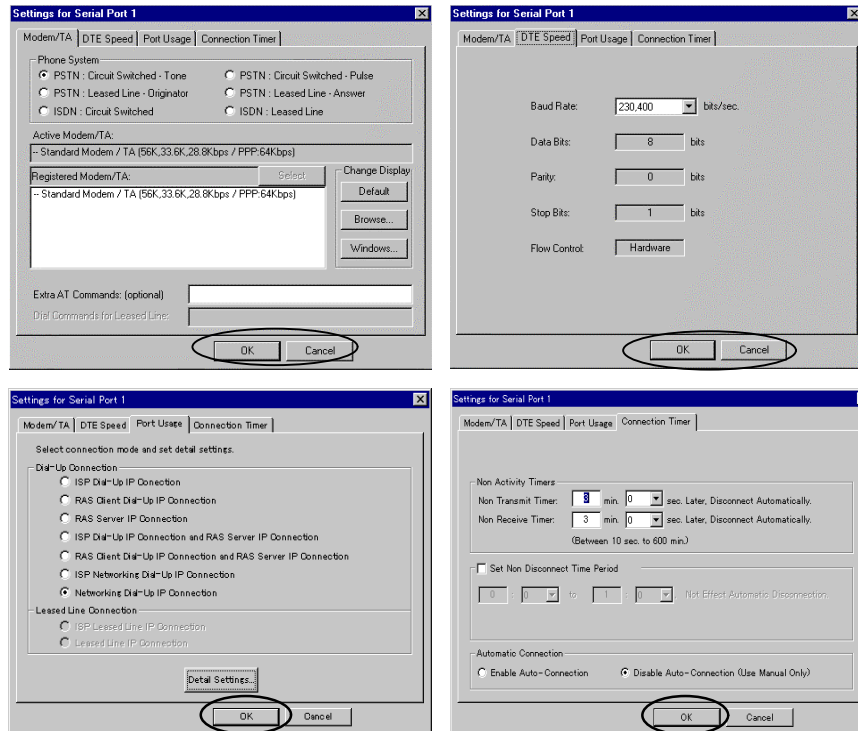 Settings for Serial Port 1
Modem/TA DTE Speed Port Usage Connection Timer
Phone System
PSTN : Circuit Switched - Tone PSTN : Circuit Switched - Pulse
PSTN : Leased Line - Originator PSTN : Leased Line - Answer
ISDN : Circuit Switched ISDN : Leased Line
Active Modem/TA:
-- Standard Modem / TA (56K,33.6K,28.8Kbps / PPP:64Kbps)
Registered Modem/TA: Select
-- Standard Modem / TA (56K,33.6K,28.8Kbps / PPP:64Kbps)
Change Display
Default
Browse...
Windows...
Extra AT Commands: (optional)
Dial Commands for Leased Line:
OK Cancel
Settings for Serial Port 1
Modem/TA DTE Speed Port Usage Connection Timer
Baud Rate: 230,400 bits/sec.
Data Bits: 8 bits
Parity: 0 bits
Stop Bits: 1 bits
Flow Control: Hardware
OK Cancel
Settings for Serial Port 1
Modem/TA DTE Speed Port Usage Connection Timer
Select connection mode and set detail settings.
Dial-Up Connection
ISP Dial-Up IP Conection
RAS Client Dial-Up IP Connection
RAS Server IP Connection
ISP Dial-Up IP Connection and RAS Server IP Connection
RAS Client Dial-Up IP Connection and RAS Server IP Connection
ISP Networking Dial-Up IP Connection
Networking Dial-Up IP Connection
Leased Line Connection
ISP Leased Line IP Connection
Leased Line IP Connection
Detail Settings...
OK Cancel
Settings for Serial Port 1
Modem/TA DTE Speed Port Usage Connection Timer
Non Activity Timers
Non Transmit Timer: 3 min. 0 sec. Later, Disconnect Automatically.
Non Receive Timer: 3 min. 0 sec. Later, Disconnect Automatically.
(Between 10 sec. to 600 min.)
Set Non Disconnect Time Period
0 : 0 to 1 : 0 Not Effect Automatic Disconnection.
Automatic Connection
Enable Auto-Connection Disable Auto-Connection (Use Manual Only)
OK Cancel